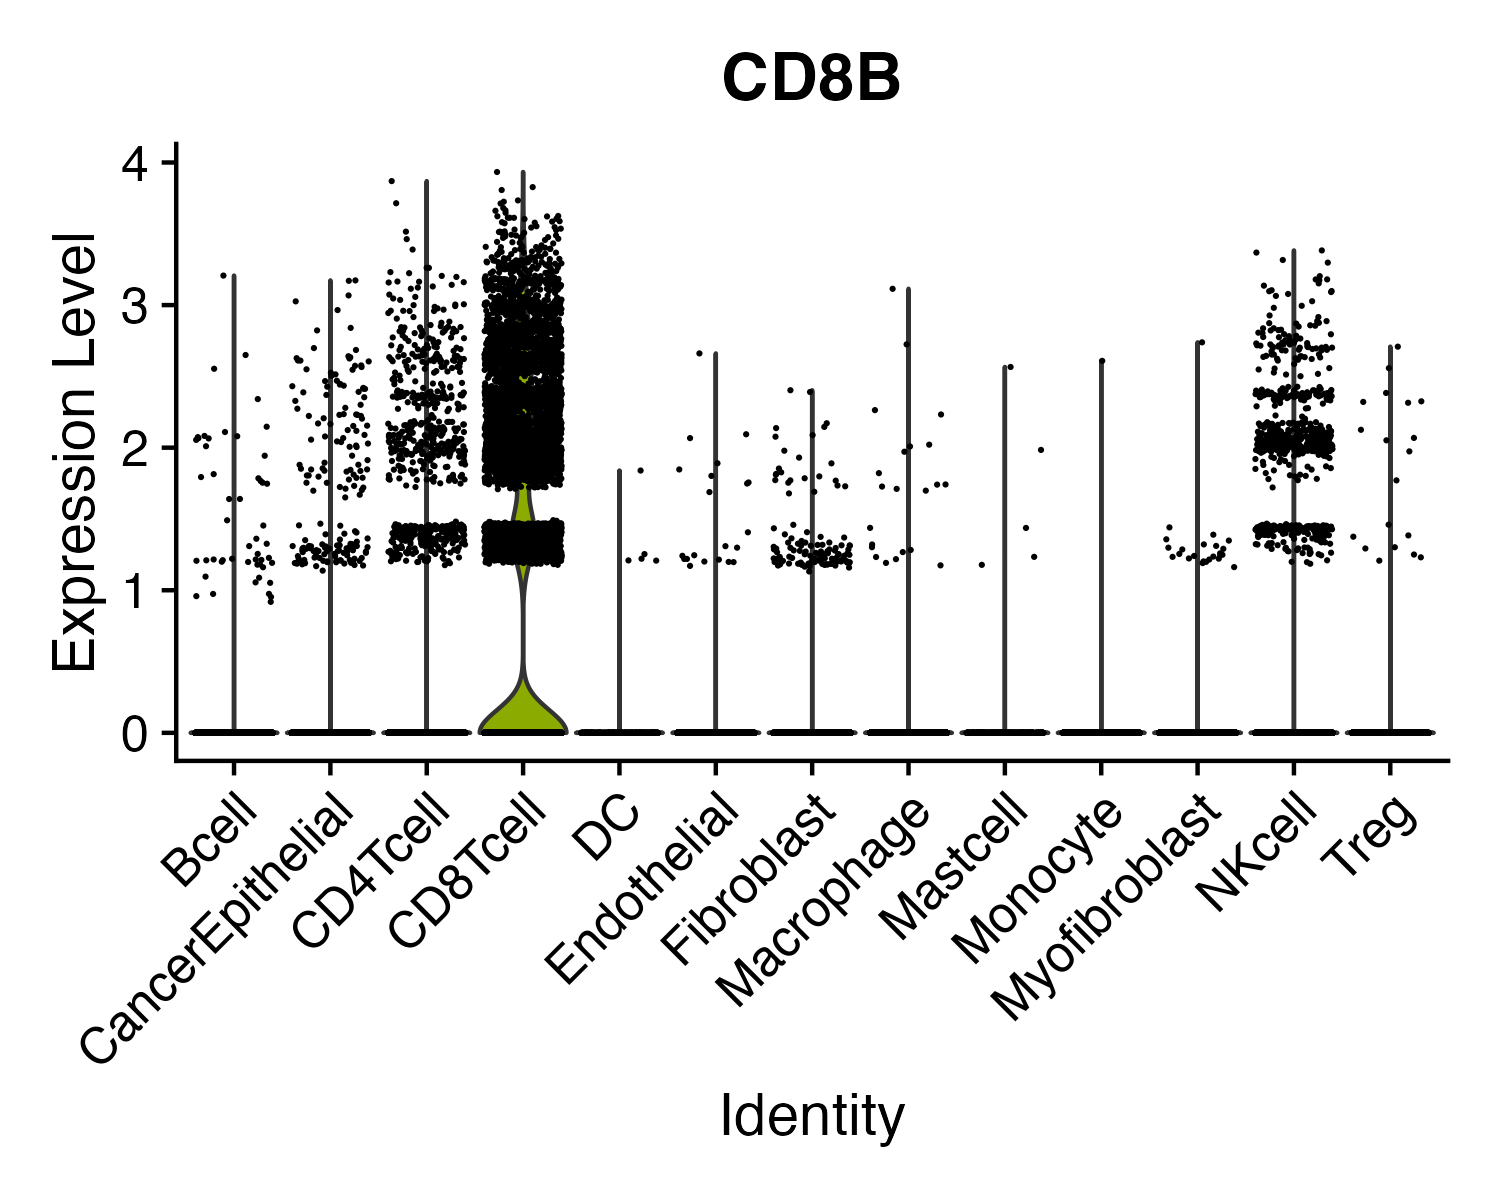 CD8B
Expression Level
4
3
2
1
0
Bcell
CancerEpithelial
CD4Tcell
CD8Tcell
DC
Endothelial
Fibroblast
Macrophage
Mastcell
Monocyte
Myofibroblast
NKcell
Treg
Identity